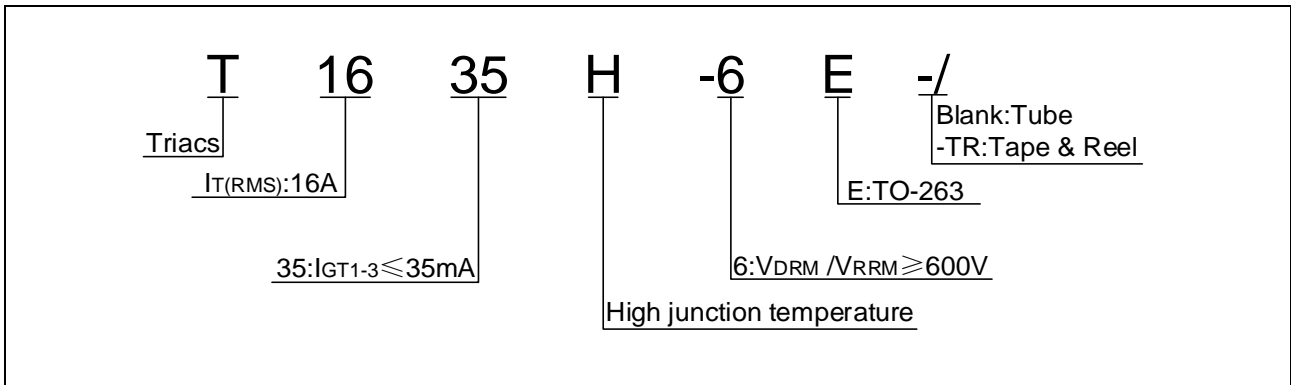 T 16 35 H -6 E -/
Blank:Tube
Triacs
-TR:Tape & Reel
IT(RMS):16A
E:TO-263
35:IGT1-3≤35mA
6:VDRM /VRRM≥600V
High junction temperature